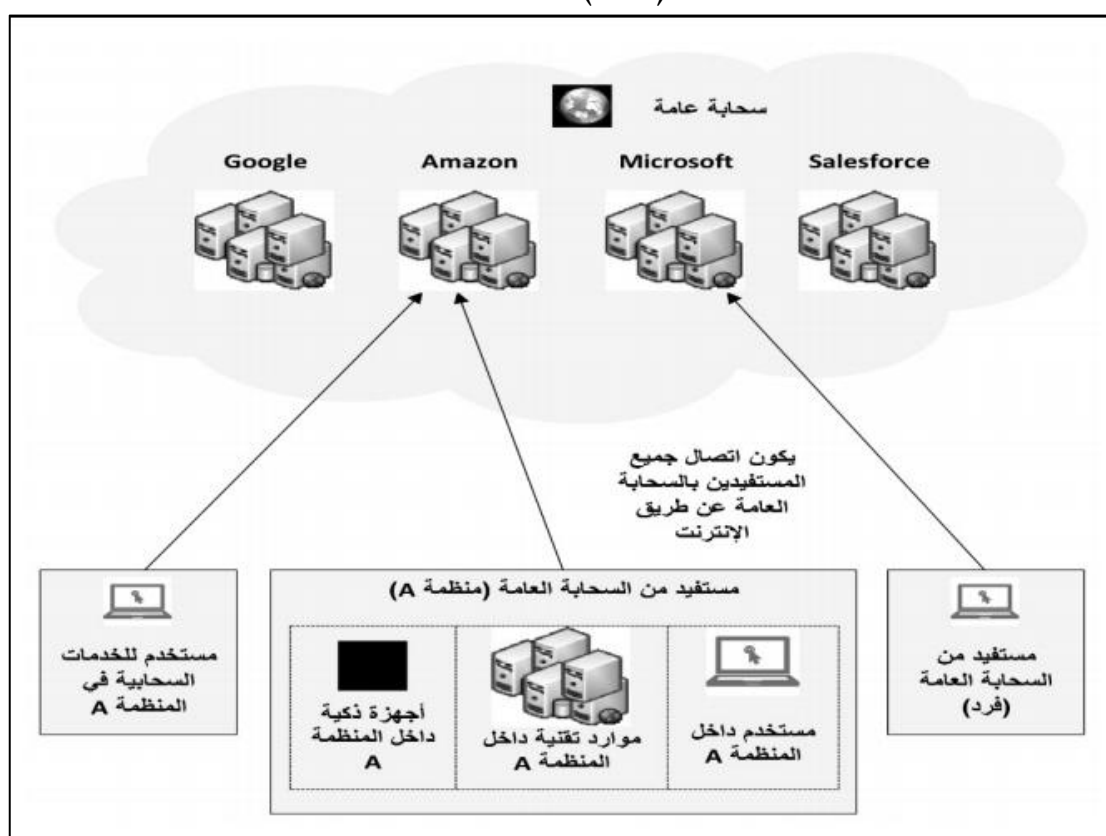 سحابة عامة
Google
Amazon
Microsoft
Salesforce
يكون اتصال جميع
المستفيدين بالسحابة
العامة عن طريق
الإنترنت
مستخدم للخدمات
السحابية في
المنظمة A
مستفيد من السحابة العامة (منظمة A)
أجهزة ذكية
داخل المنظمة
A
موارد تقنية داخل
المنظمة A
مستخدم داخل
المنظمة A
مستفيد من
السحابة العامة
(فرد)